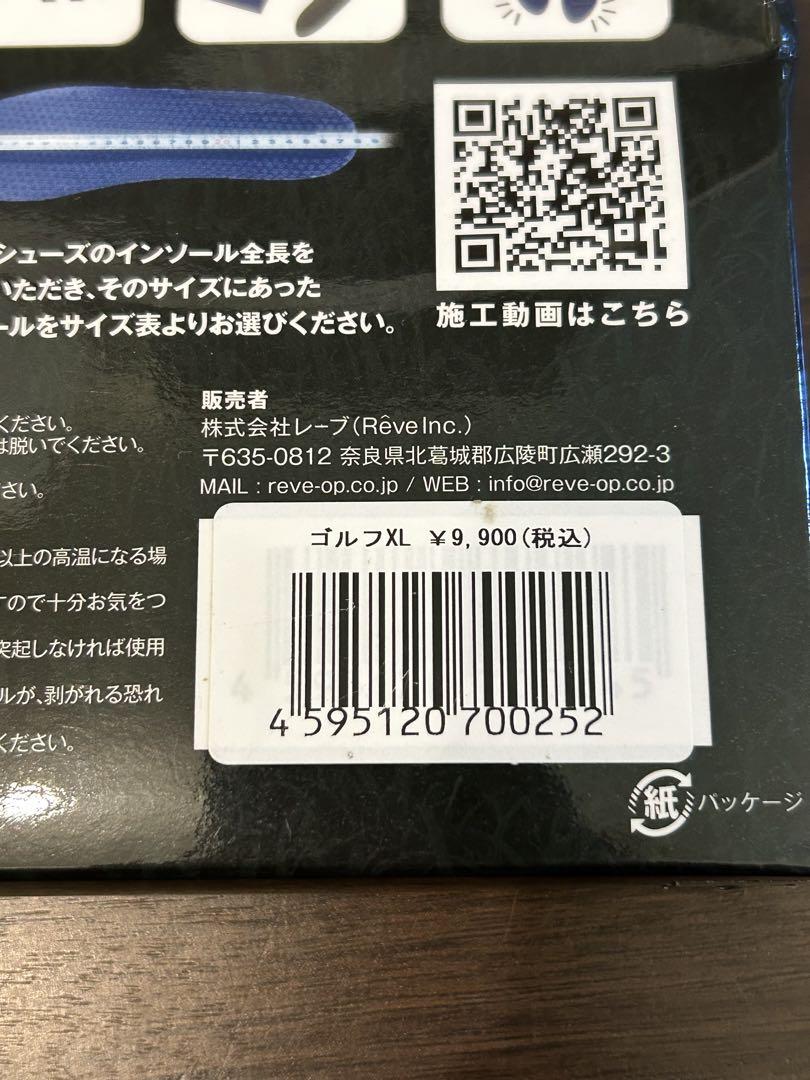 シューズのインソール全長を
いただき、そのサイズにあった
ールをサイズ表よりお選びください。
施工動画はこちら
販売者
株式会社レーブ(Rêve Inc.)
〒635-0812 奈良県北葛城郡広陵町広瀬292-3
MAIL : reve-op.co.jp / WEB : info@reve-op.co.jp
ください。
は脱いでください。
さい。
以上の高温になる場
すので十分お気をつ
突起しなければ使用
ルが、剥がれる恐れ
ください。
ゴルフXL ¥9,900(税込)
4 595120 700252
紙 パッケージ